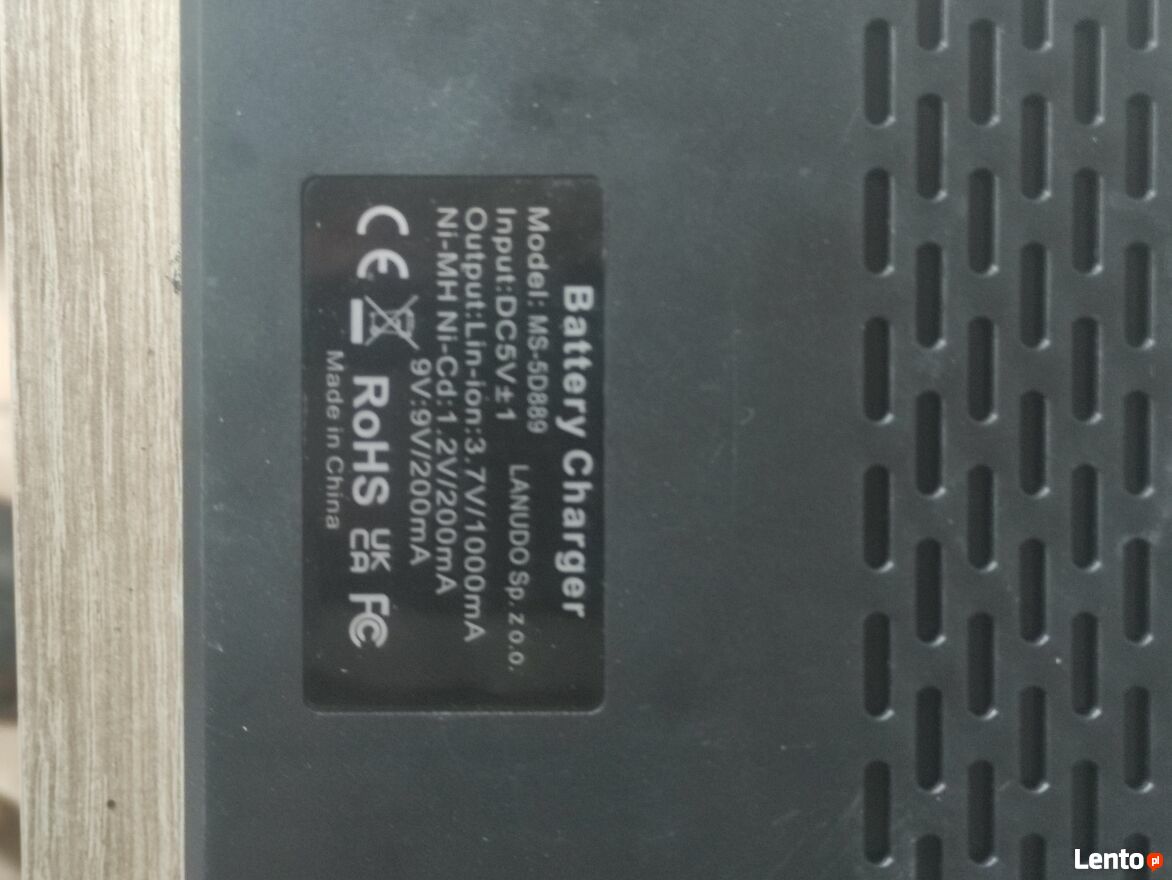 Battery Charger
Model: MS-5D889
LANUDO Sp. z o.o.
Input:DC5V±1
Output:Lin-ion:3.7V/1000mA
Ni-MH Ni-Cd:1.2V/200mA
9V:9V/200mA
CE RoHS UK CA FC
Made in China
Lento pl